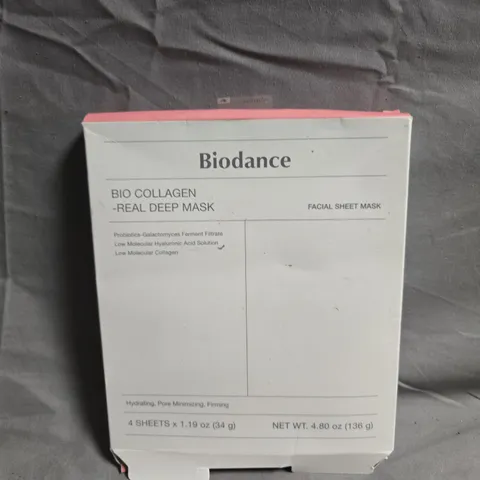 Biodance
BIO COLLAGEN
-REAL DEEP MASK
FACIAL SHEET MASK
Probiotics-Galactomyces Ferment Filtrate
Low Molecular Hyaluronic Acid Solution
Low Molecular Collagen
Hydrating, Pore Minimizing, Firming
4 SHEETS x 1.19 oz (34 g)
NET WT. 4.80 oz (136 g)